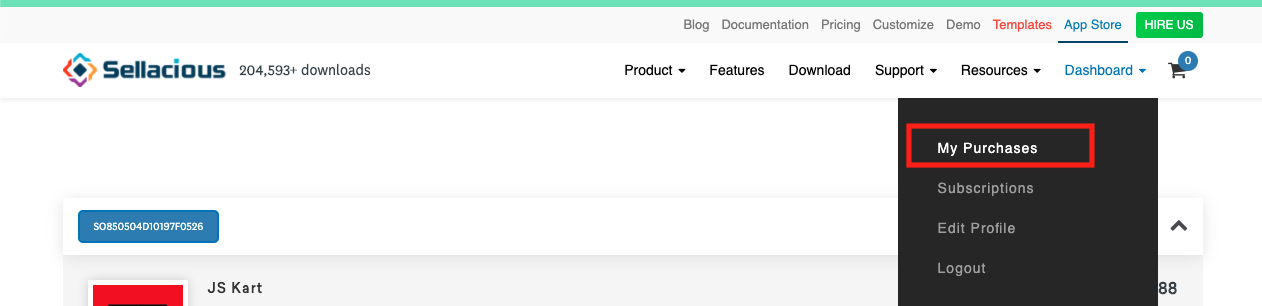 Blog Documentation Pricing Customize Demo Templates App Store HIRE US
Sellacious 204,593+ downloads Product Features Download Support Resources Dashboard 0
My Purchases
Subscriptions
SO850504D10197F0526
Edit Profile
Logout
JS Kart 88